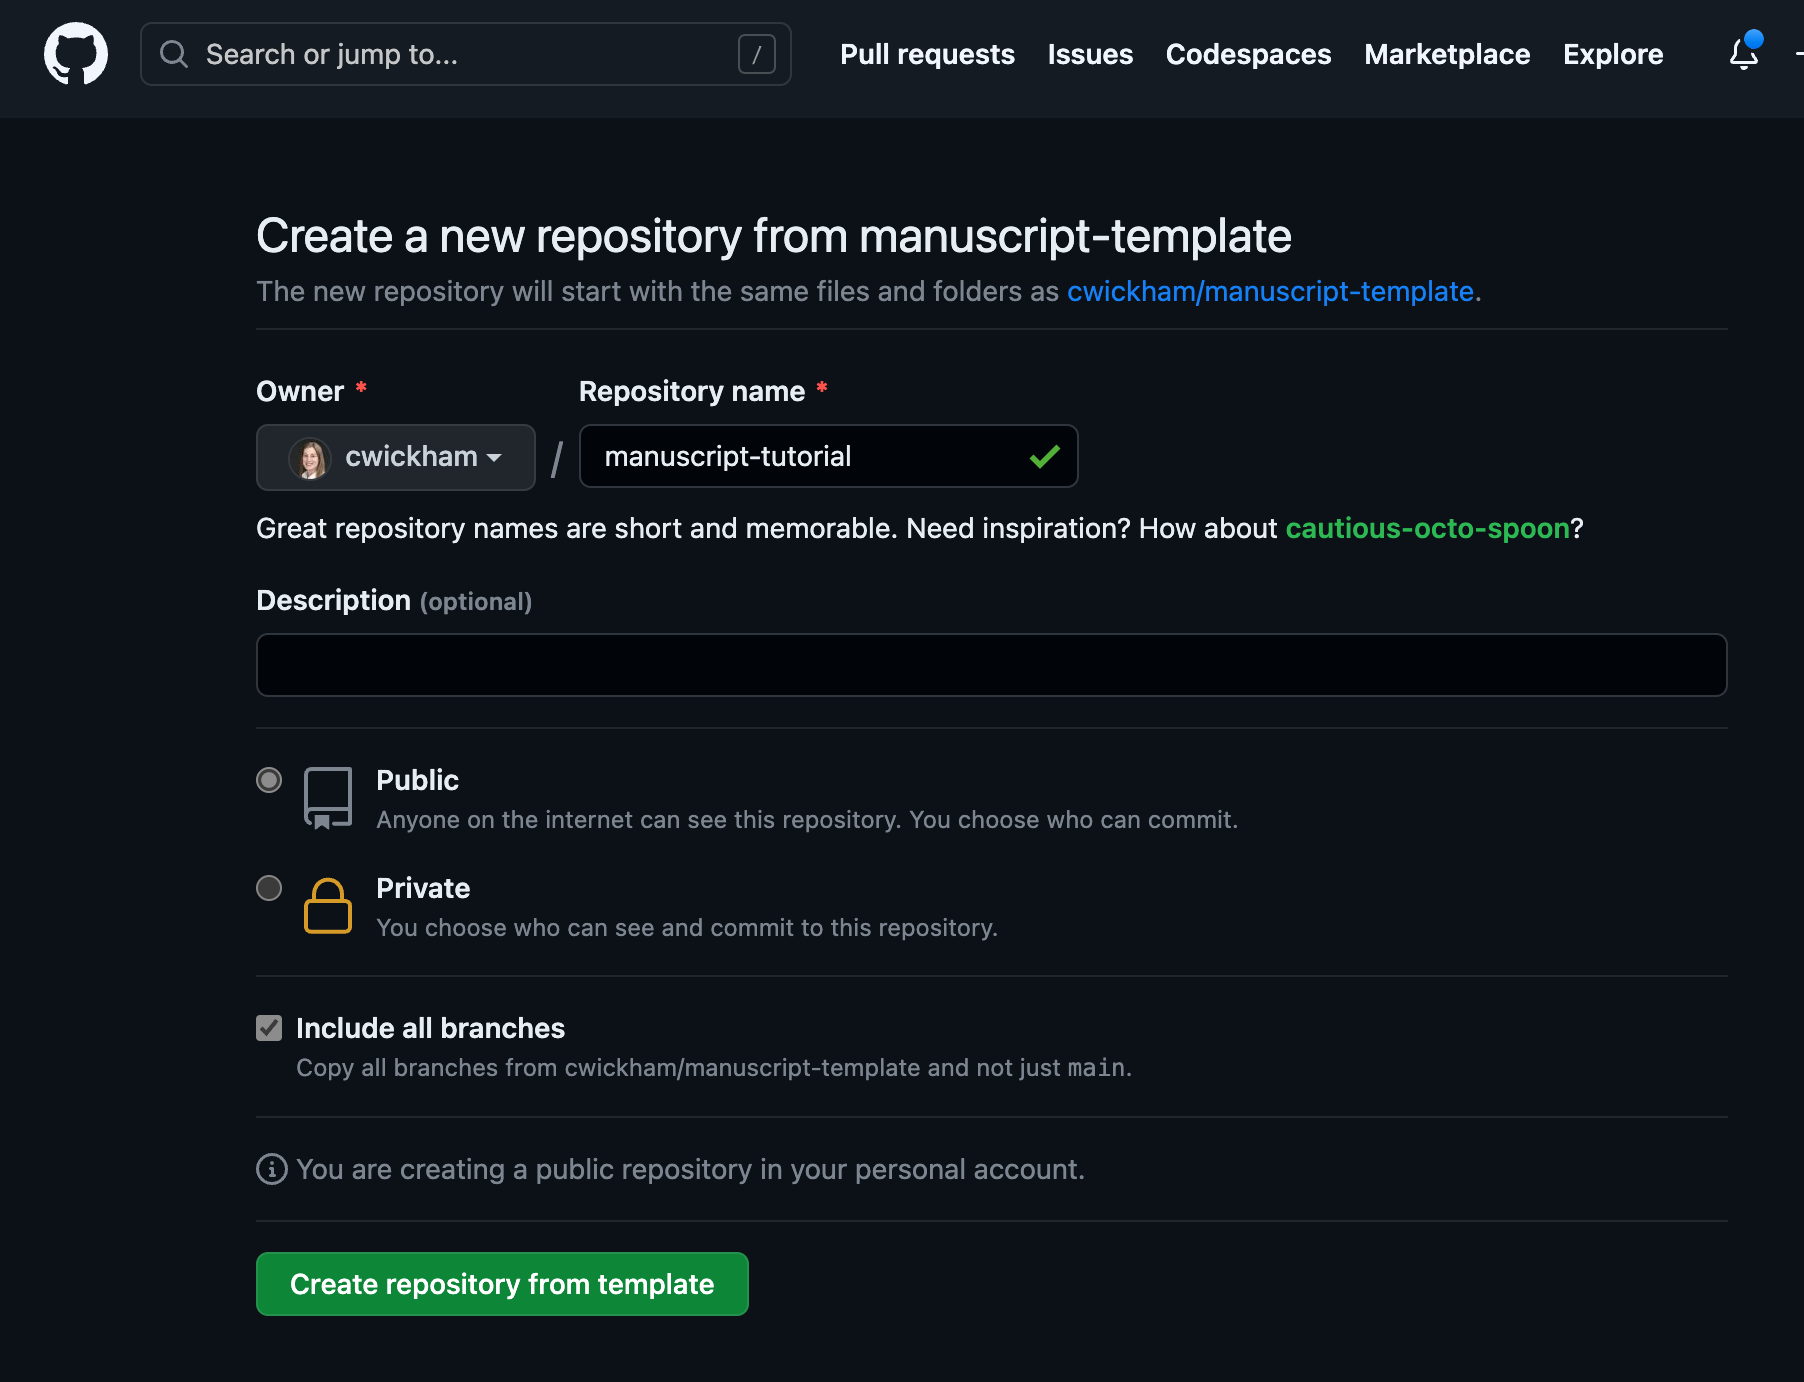 Search or jump to... / Pull requests Issues Codespaces Marketplace Explore
Create a new repository from manuscript-template
The new repository will start with the same files and folders as cwickham/manuscript-template.
Owner * Repository name *
cwickham / manuscript-tutorial
Great repository names are short and memorable. Need inspiration? How about cautious-octo-spoon?
Description (optional)
Public
Anyone on the internet can see this repository. You choose who can commit.
Private
You choose who can see and commit to this repository.
Include all branches
Copy all branches from cwickham/manuscript-template and not just main.
You are creating a public repository in your personal account.
Create repository from template